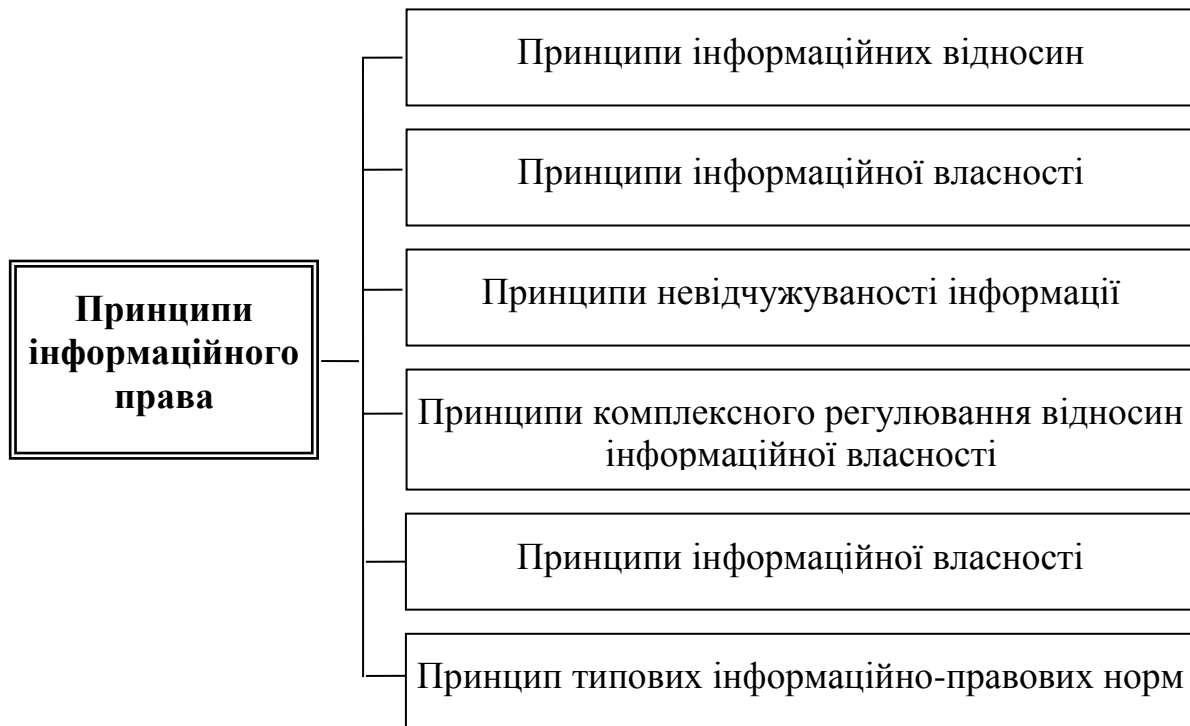 Принципи інформаційних відносин
Принципи інформаційної власності
Принципи невідчужуваності інформації
Принципи
інформаційного
права
Принципи комплексного регулювання відносин
інформаційної власності
Принципи інформаційної власності
Принцип типових інформаційно-правових норм